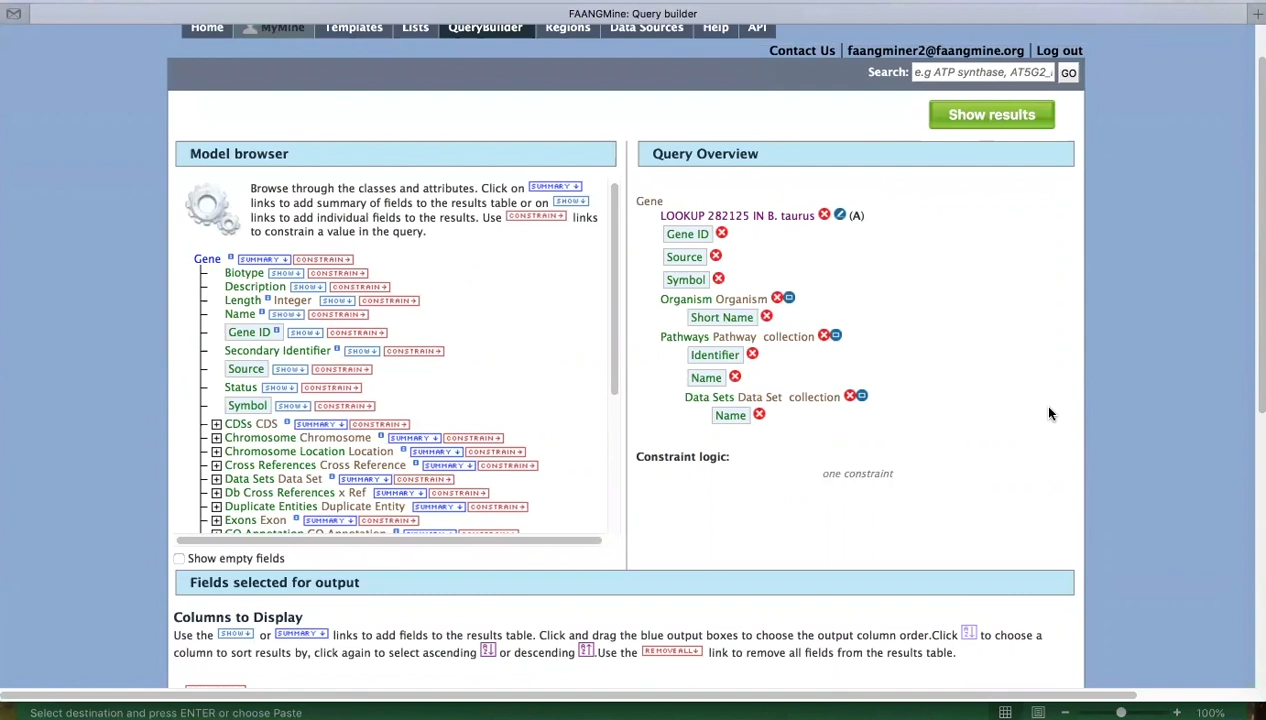 FAANGMine: Query builder
Home MyMine Templates Lists QueryBuilder Regions Data Sources Help API
Contact Us | faangminer2@faangmine.org | Log out
Search: e.g ATP synthase, AT5G2_ GO
Show results
Model browser
Browse through the classes and attributes. Click on SUMMARY↓
links to add summary of fields to the results table or on SHOW↓
links to add individual fields to the results. Use CONSTRAIN→ links
to constrain a value in the query.
Gene SUMMARY↓ CONSTRAIN→
Biotype SHOW↓ CONSTRAIN→
Description SHOW↓ CONSTRAIN→
Length Integer SHOW↓ CONSTRAIN→
Name SHOW↓ CONSTRAIN→
Gene ID SHOW↓ CONSTRAIN→
Secondary Identifier SHOW↓ CONSTRAIN→
Source SHOW↓ CONSTRAIN→
Status SHOW↓ CONSTRAIN→
Symbol SHOW↓ CONSTRAIN→
CDSs CDS SUMMARY↓ CONSTRAIN→
Chromosome Chromosome SUMMARY↓ CONSTRAIN→
Chromosome Location Location SUMMARY↓ CONSTRAIN→
Cross References Cross Reference SUMMARY↓ CONSTRAIN→
Data Sets Data Set SUMMARY↓ CONSTRAIN→
Db Cross References x Ref SUMMARY↓ CONSTRAIN→
Duplicate Entities Duplicate Entity SUMMARY↓ CONSTRAIN→
Exons Exon SUMMARY↓ CONSTRAIN→
GO Annotation GO Annotation SUMMARY↓ CONSTRAIN→
Show empty fields
Query Overview
Gene
LOOKUP 282125 IN B. taurus (A)
Gene ID
Source
Symbol
Organism Organism
Short Name
Pathways Pathway collection
Identifier
Name
Data Sets Data Set collection
Name
Constraint logic:
one constraint
Fields selected for output
Columns to Display
Use the SHOW↓ or SUMMARY↓ links to add fields to the results table. Click and drag the blue output boxes to choose the output column order.Click to choose a
column to sort results by, click again to select ascending or descending .Use the REMOVEALL↓ link to remove all fields from the results table.
Select destination and press ENTER or choose Paste
100%